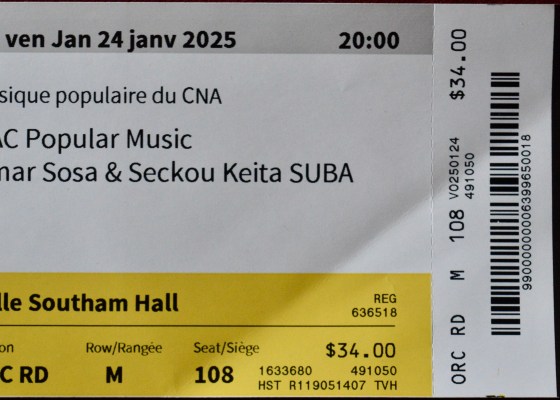 ven Jan 24 janv 2025 20:00
sique populaire du CNA
AC Popular Music
mar Sosa & Seckou Keita SUBA
lle Southam Hall
REG
636518
on Row/Rangée Seat/Siège $34.00
C RD M 108
1633680 491050
HST R119051407 TVH
ORC RD M 108 V0250124 $34.00
491050
9900000000006399650018